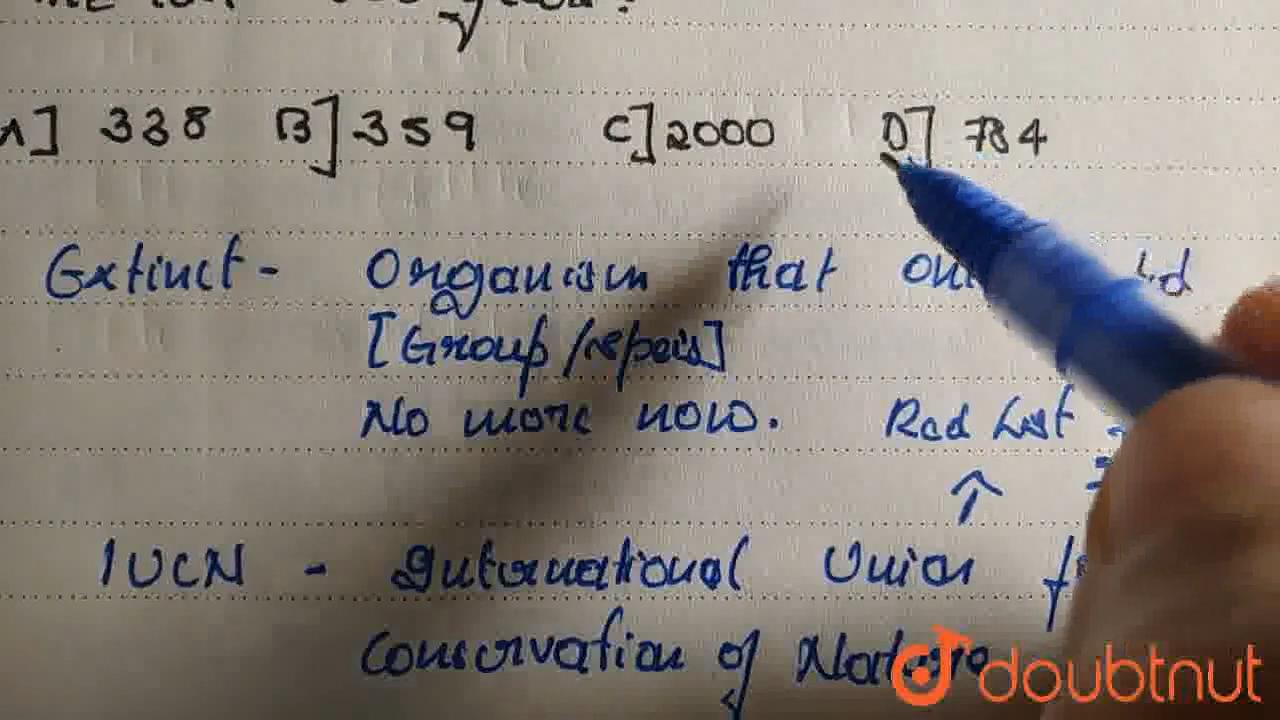 A] 338 B] 359 C] 2000 D] 784
Extinct - Organism that
[Group/
No more now. Red List
IUCN - International Union
Conservation of Nature
doubtnut